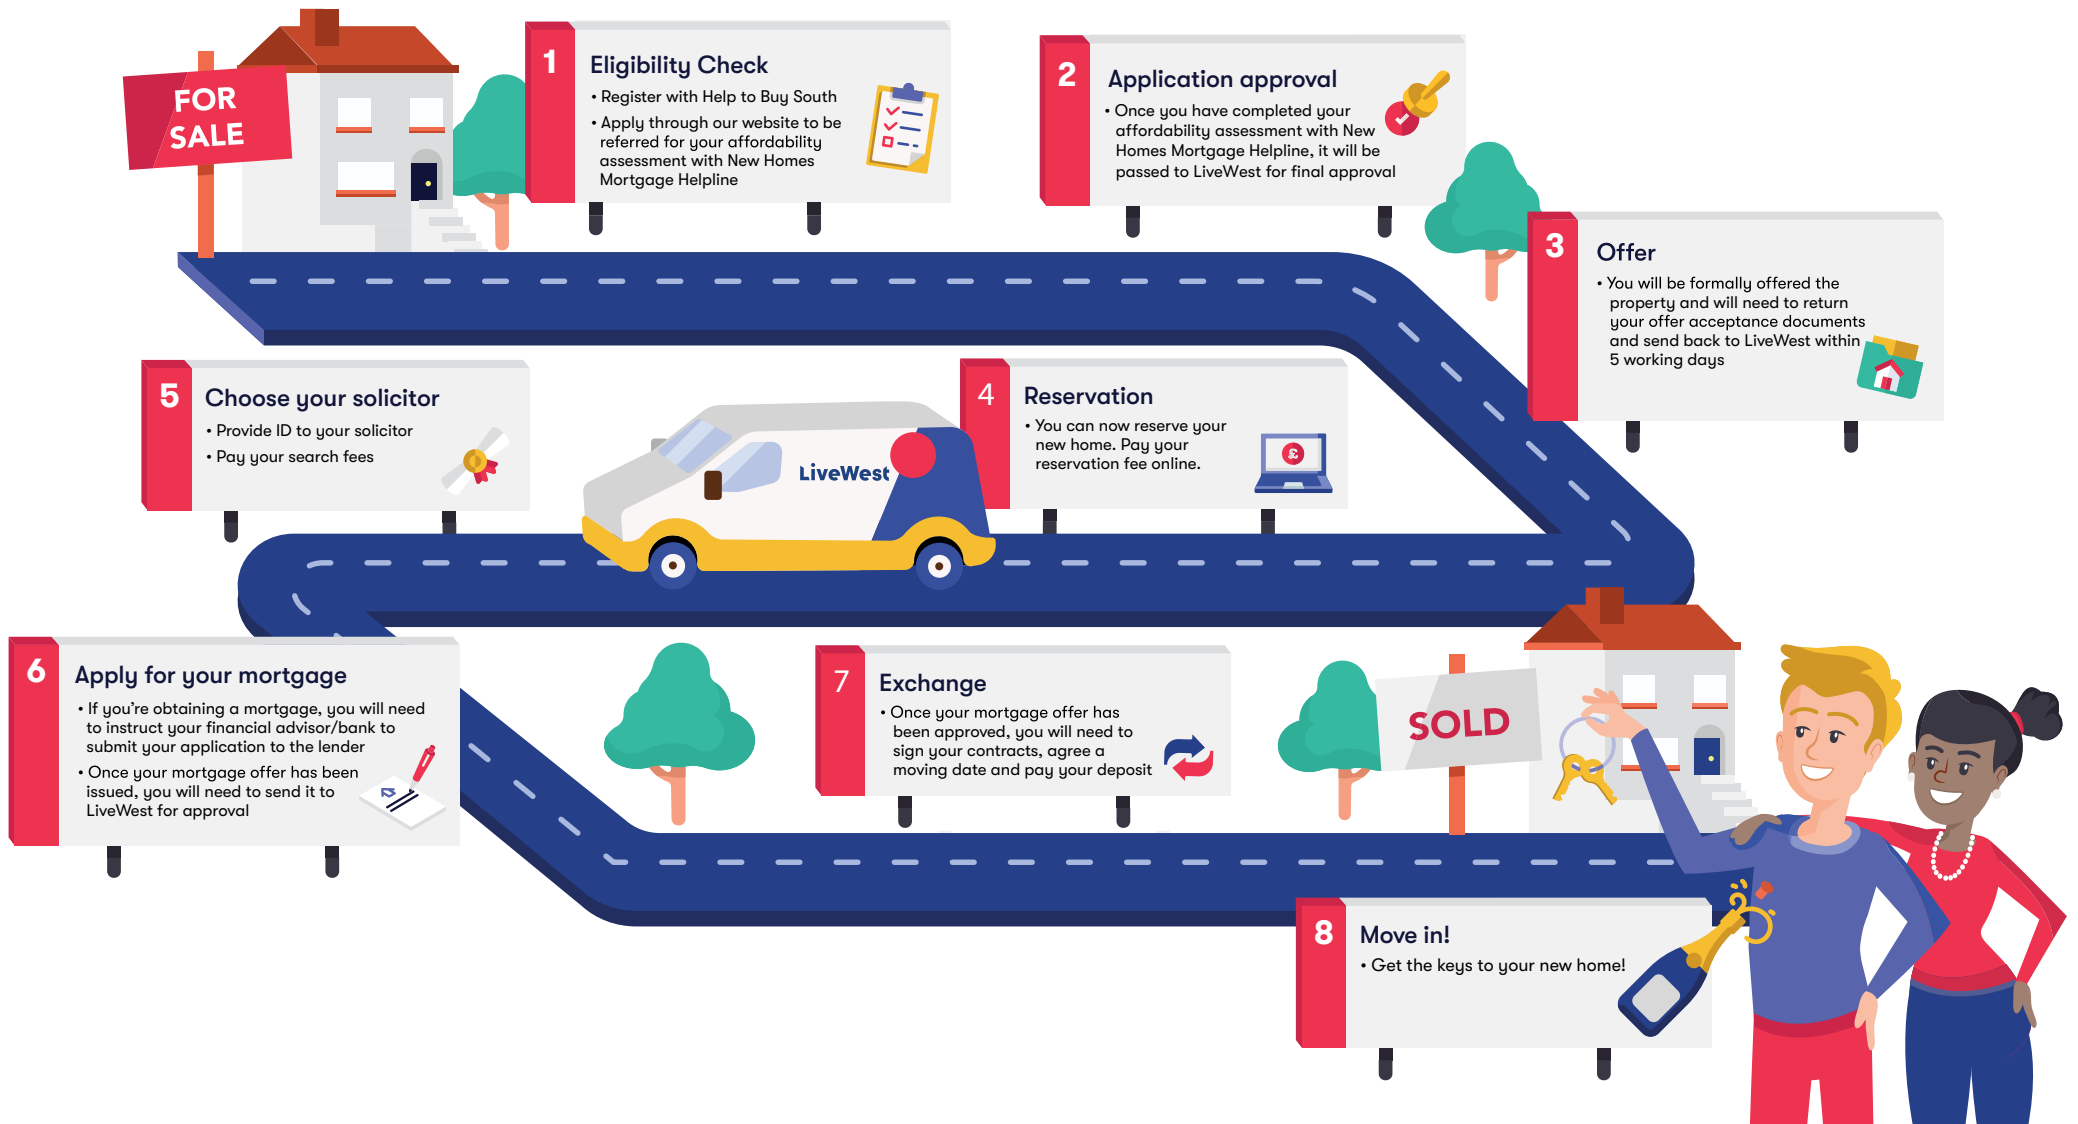 FOR
SALE
1
Eligibility Check
• Register with Help to Buy South
• Apply through our website to be
referred for your affordability
assessment with New Homes
Mortgage Helpline
2
Application approval
• Once you have completed your
affordability assessment with New
Homes Mortgage Helpline, it will be
passed to LiveWest for final approval
3
Offer
• You will be formally offered the
property and will need to return
your offer acceptance documents
and send back to LiveWest within
5 working days
4
Reservation
• You can now reserve your
new home. Pay your
reservation fee online.
£
LiveWest
5
Choose your solicitor
• Provide ID to your solicitor
• Pay your search fees
6
Apply for your mortgage
• If you’re obtaining a mortgage, you will need
to instruct your financial advisor/bank to
submit your application to the lender
• Once your mortgage offer has been
issued, you will need to send it to
LiveWest for approval
7
Exchange
• Once your mortgage offer has
been approved, you will need to
sign your contracts, agree a
moving date and pay your deposit
SOLD
8
Move in!
• Get the keys to your new home!